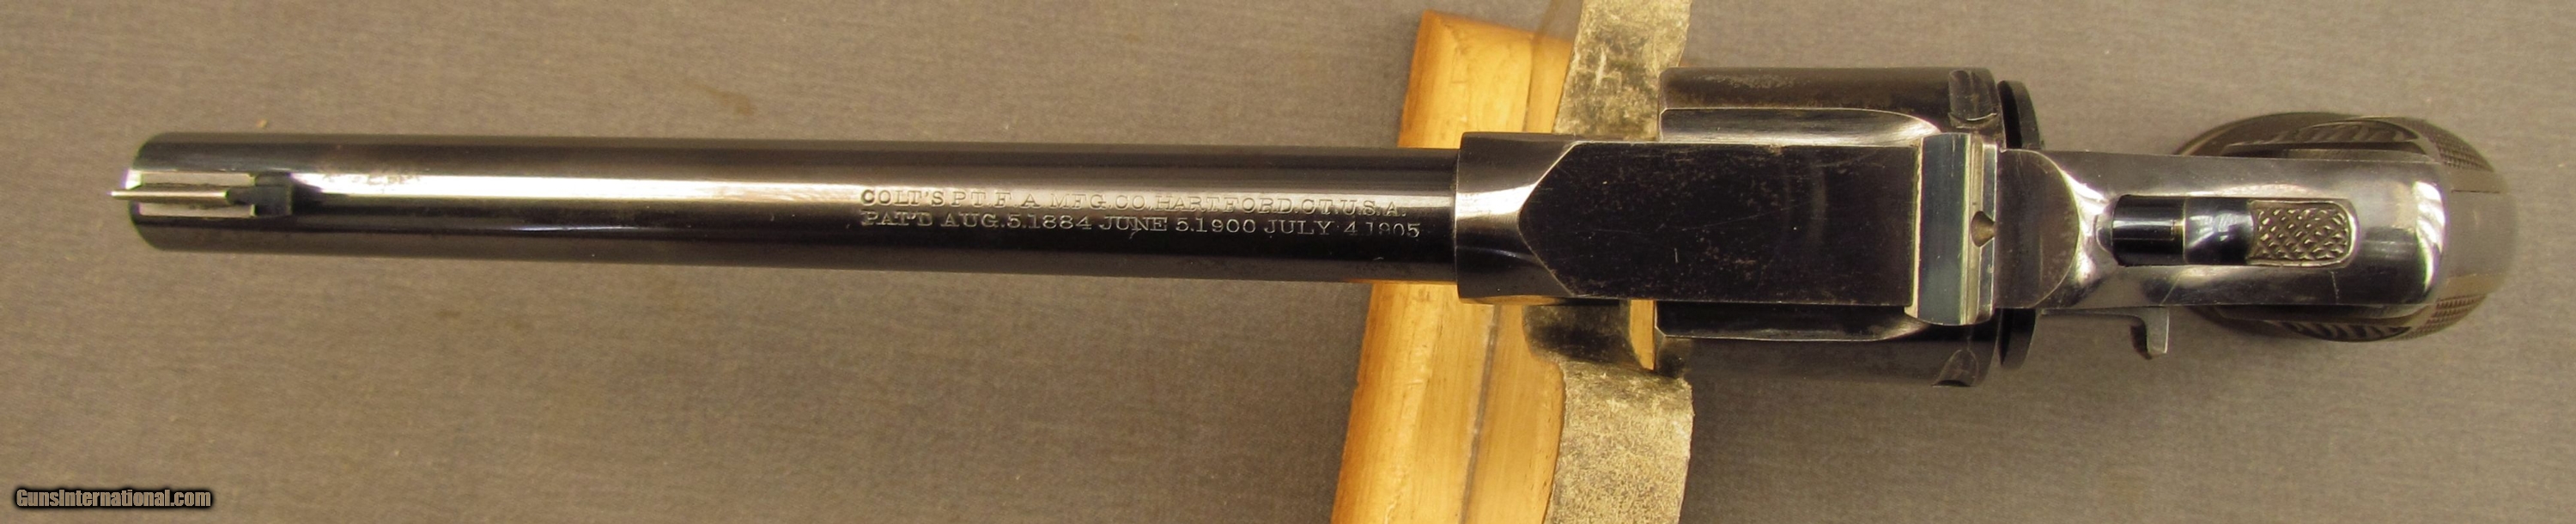 COLT'S PT. F. A. MFG. CO. HARTFORD. CT. U.S.A.
PAT'D AUG. 5. 1884 JUNE 5. 1900 JULY 4. 1905
GunsInternational.com